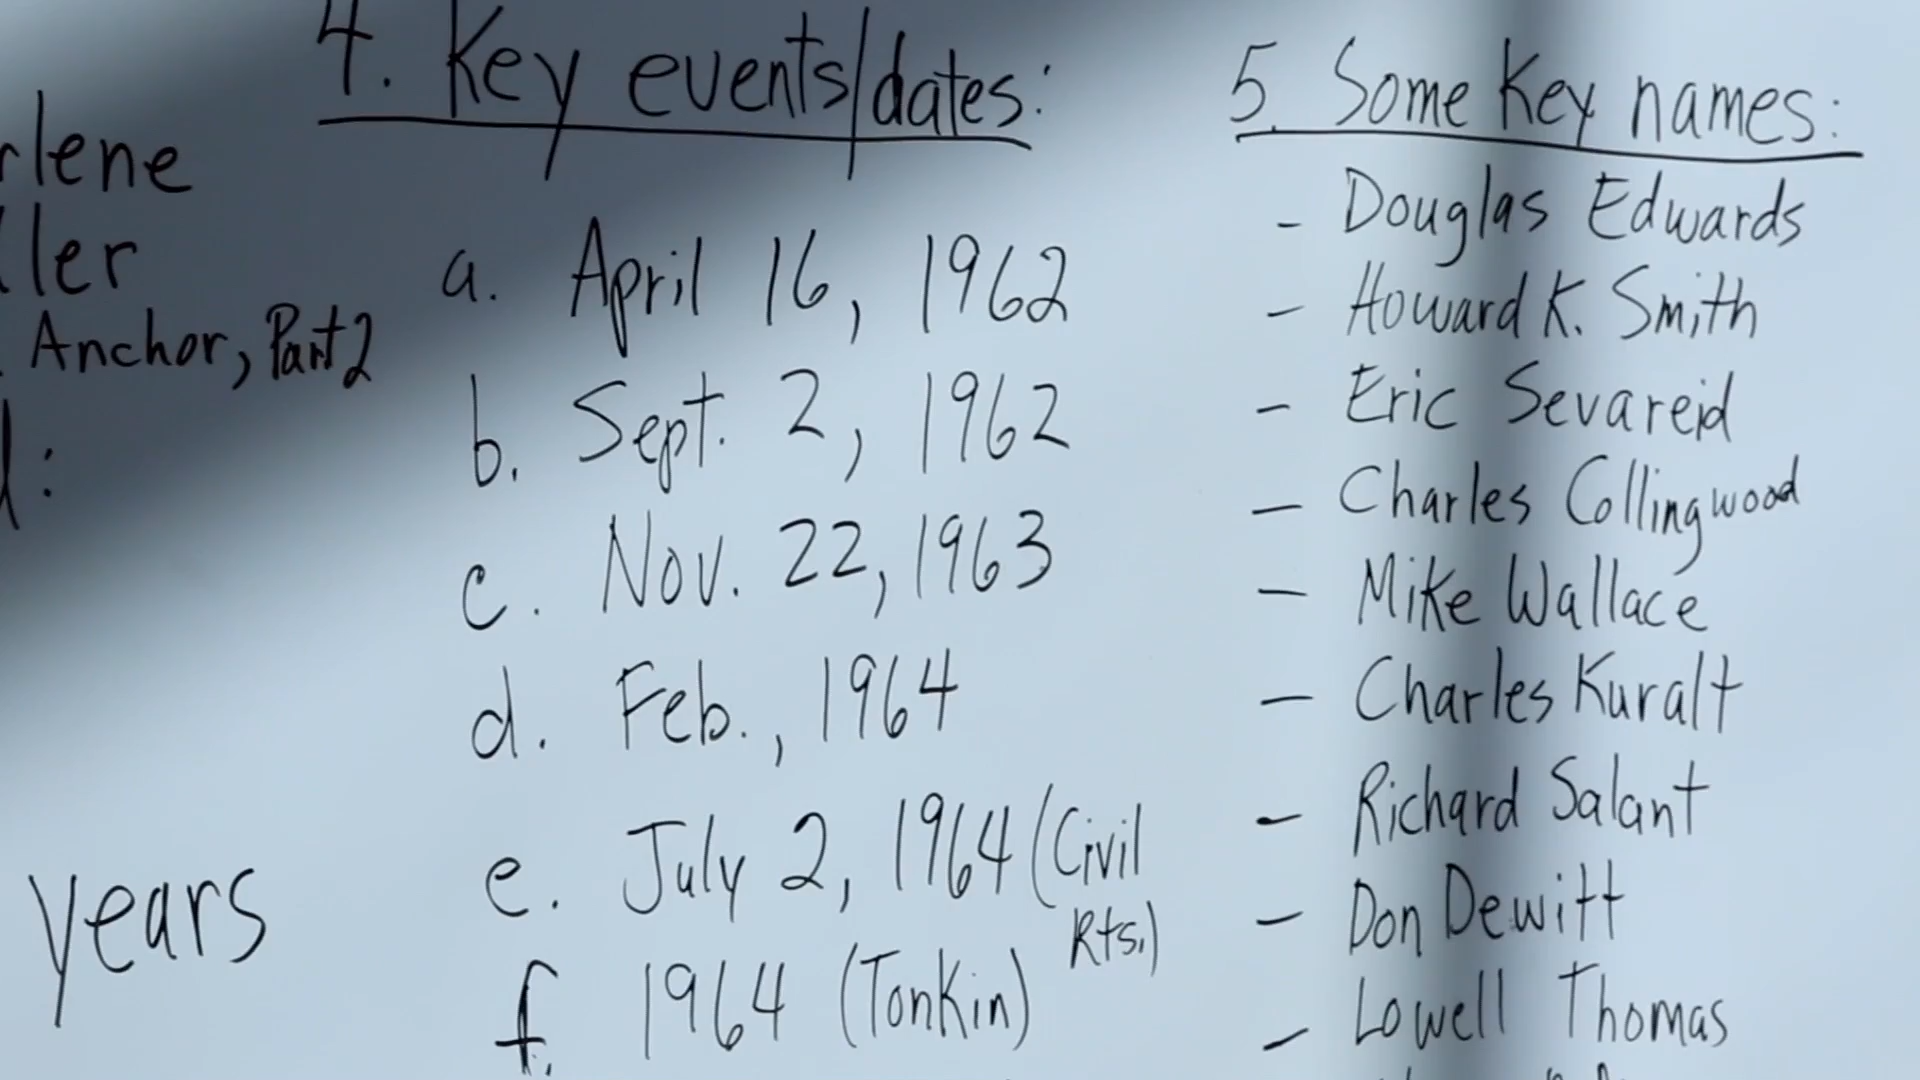 4. Key events/dates:
a. April 16, 1962
b. Sept. 2, 1962
c. Nov. 22, 1963
d. Feb., 1964
e. July 2, 1964 (Civil
Rts.)
f. 1964 (Tonkin)
5. Some Key names:
- Douglas Edwards
- Howard K. Smith
- Eric Sevareid
- Charles Collingwood
- Mike Wallace
- Charles Kuralt
- Richard Salant
- Don Dewitt
- Lowell Thomas
rlene
ler
Anchor, Part 2
:
years